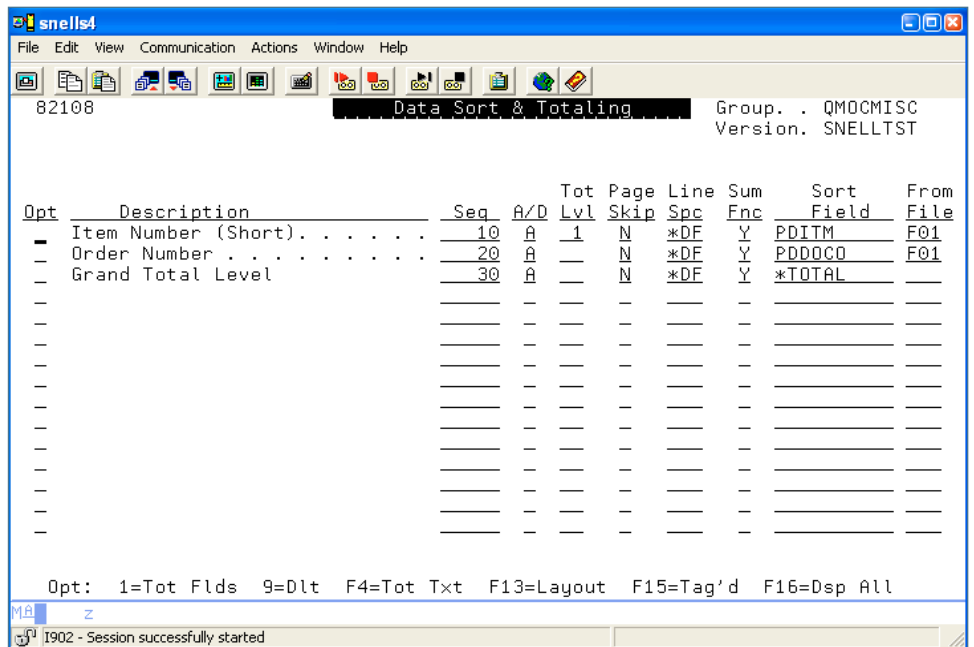 snells4
File Edit View Communication Actions Window Help
82108 Data Sort & Totaling Group. . QMOCMISC
Version. SNELLTST
Tot Page Line Sum Sort From
Opt Description Seq A/D Lvl Skip Spc Fnc Field File
Item Number (Short). . . . . . 10 A 1 N *DF Y PDITM F01
Order Number . . . . . . . . . 20 A N *DF Y PDDOCO F01
Grand Total Level 30 A N *DF Y *TOTAL
Opt: 1=Tot Flds 9=Dlt F4=Tot Txt F13=Layout F15=Tag'd F16=Dsp All
MA z
I902 - Session successfully started